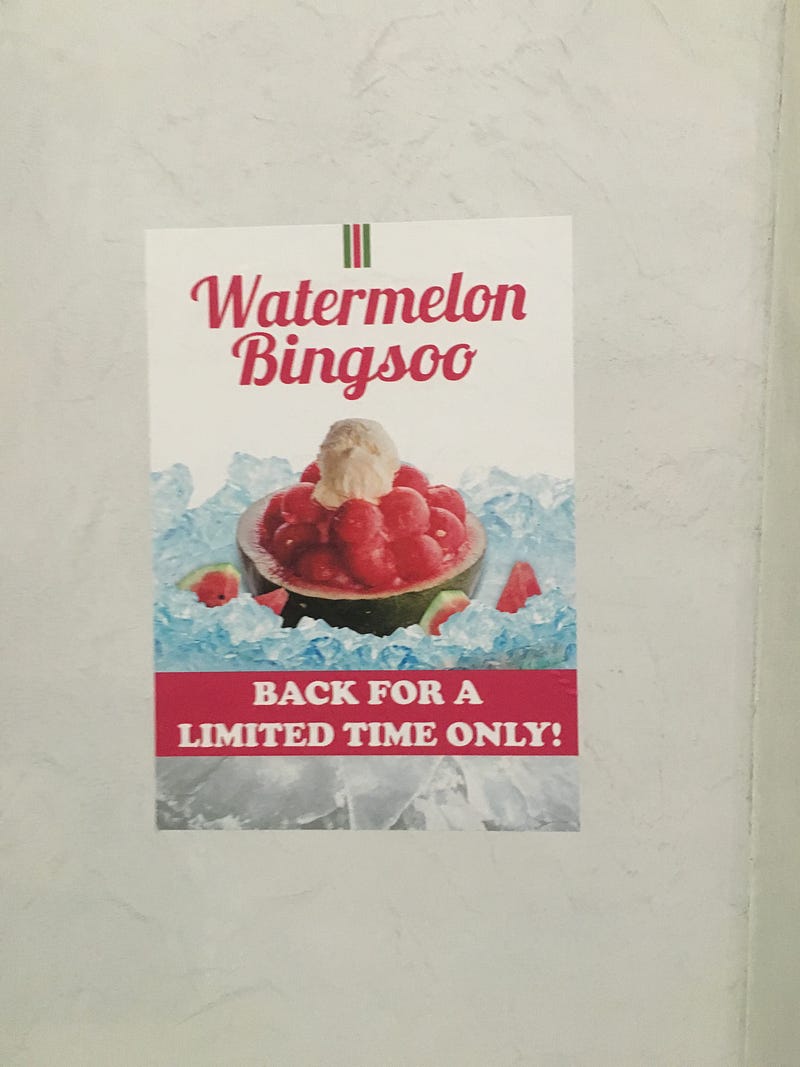 Watermelon
Bingsoo
BACK FOR A
LIMITED TIME ONLY!